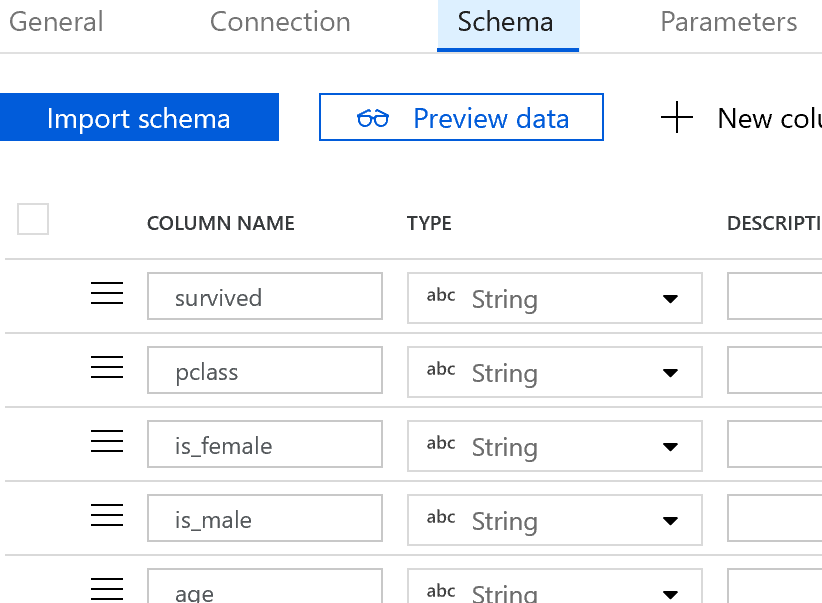 General Connection Schema Parameters
Import schema Preview data New colu
COLUMN NAME TYPE DESCRIPTI
survived abc String
pclass abc String
is_female abc String
is_male abc String
age abc String